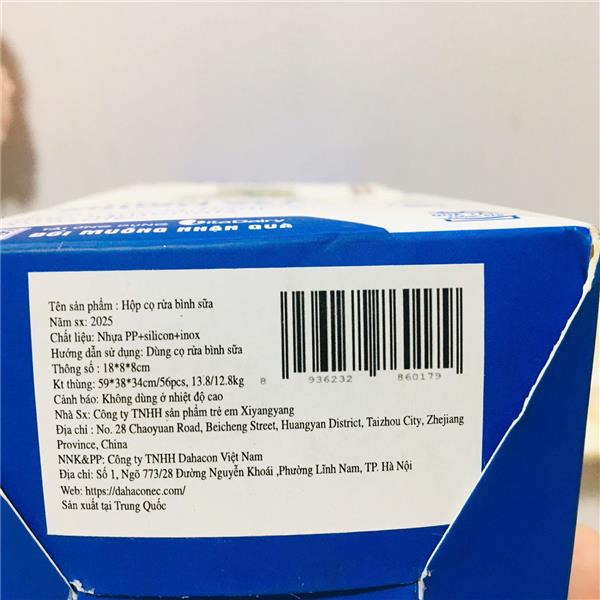 VitaDairy
ĐỔI MUỖNG NHẬN QUÀ
Tên sản phẩm : Hộp cọ rửa bình sữa
Năm sx: 2025
Chất liệu: Nhựa PP+silicon+inox
Hướng dẫn sử dụng: Dùng cọ rửa bình sữa
Thông số : 18*8*8cm
Kt thùng: 59*38*34cm/56pcs, 13.8/12.8kg
Cảnh báo: Không dùng ở nhiệt độ cao
Nhà Sx: Công ty TNHH sản phẩm trẻ em Xiyangyang
Địa chỉ : No. 28 Chaoyuan Road, Beicheng Street, Huangyan District, Taizhou City, Zhejiang
Province, China
NNK&PP: Công ty TNHH Dahacon Việt Nam
Địa chỉ: Số 1, Ngõ 773/28 Đường Nguyễn Khoái ,Phường Lĩnh Nam, TP. Hà Nội
Web: https://dahaconec.com/
Sản xuất tại Trung Quốc
8 936232 860179